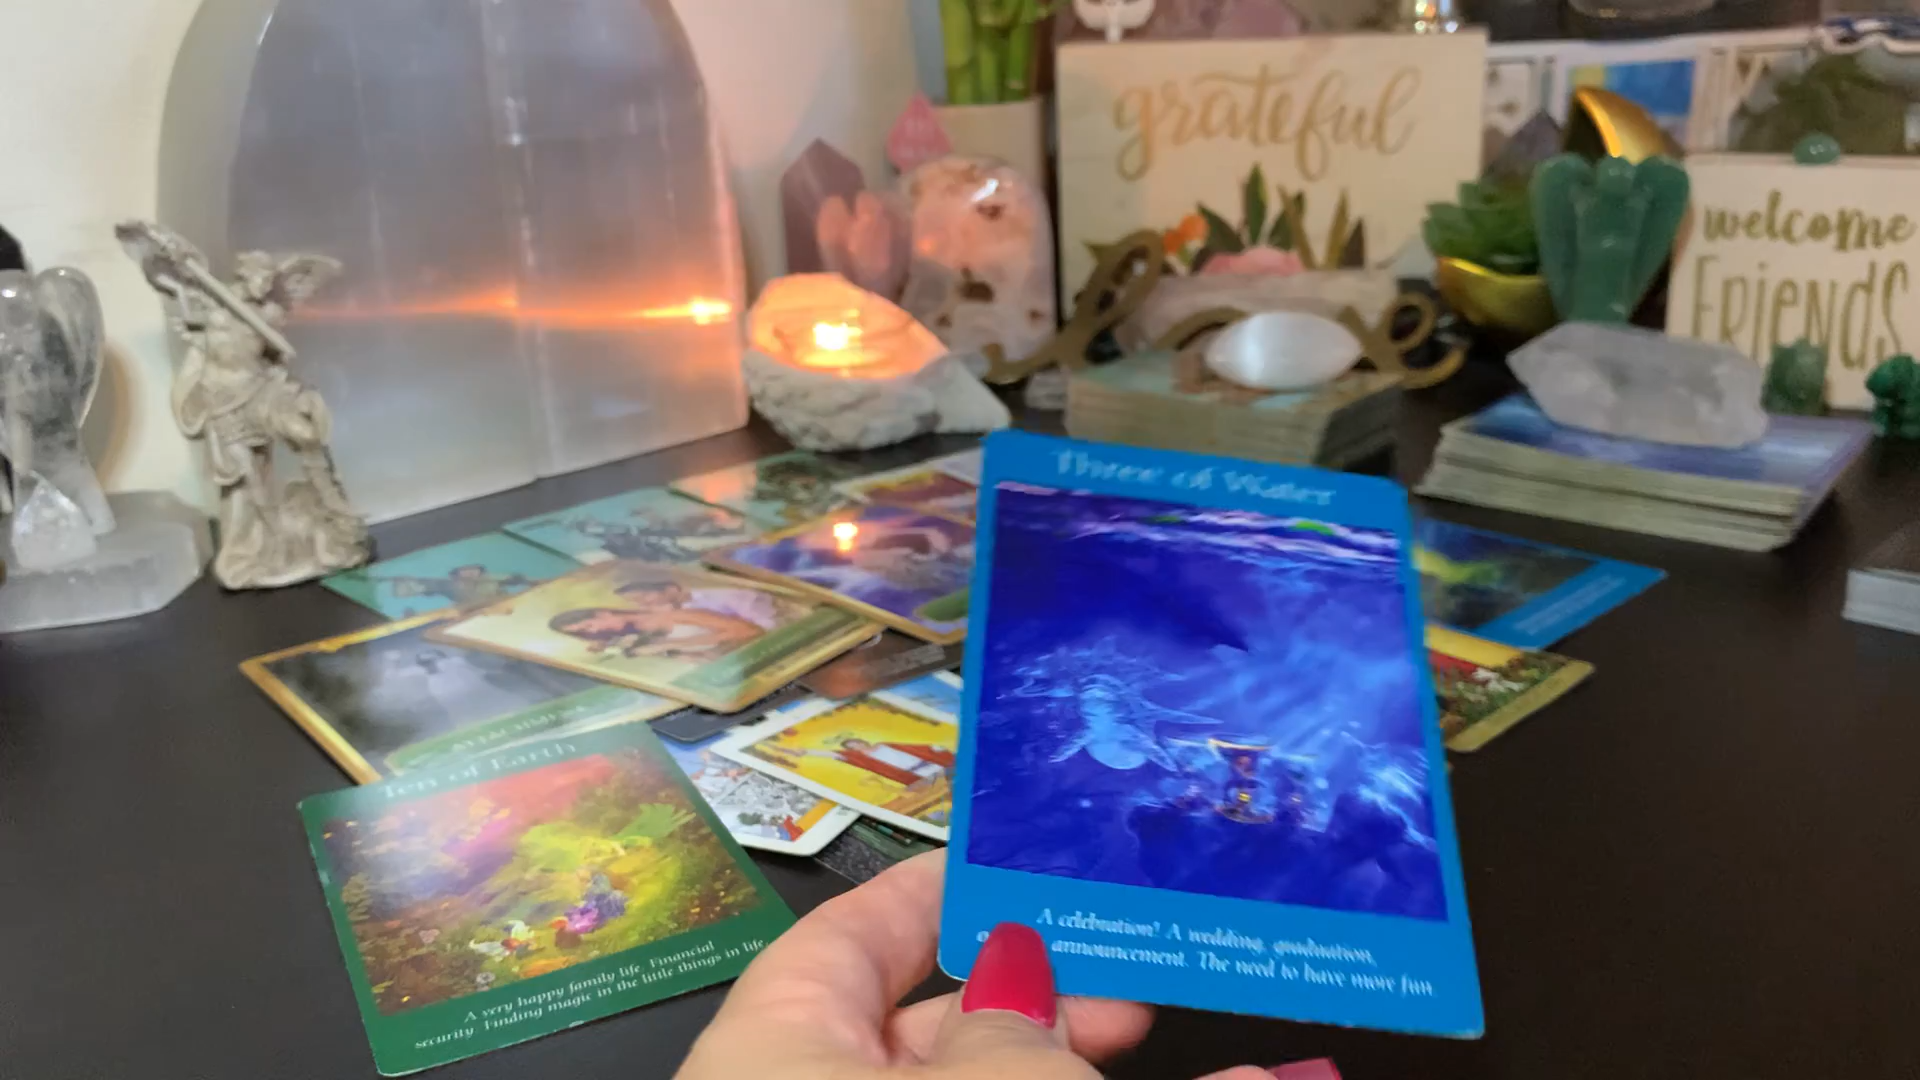 grateful
welcome
FRIENDS
love
Three of Water
A celebration! A wedding, graduation,
announcement. The need to have more fun.
Ten of Earth
A very happy family life. Financial
security. Finding magic in the little things in life.